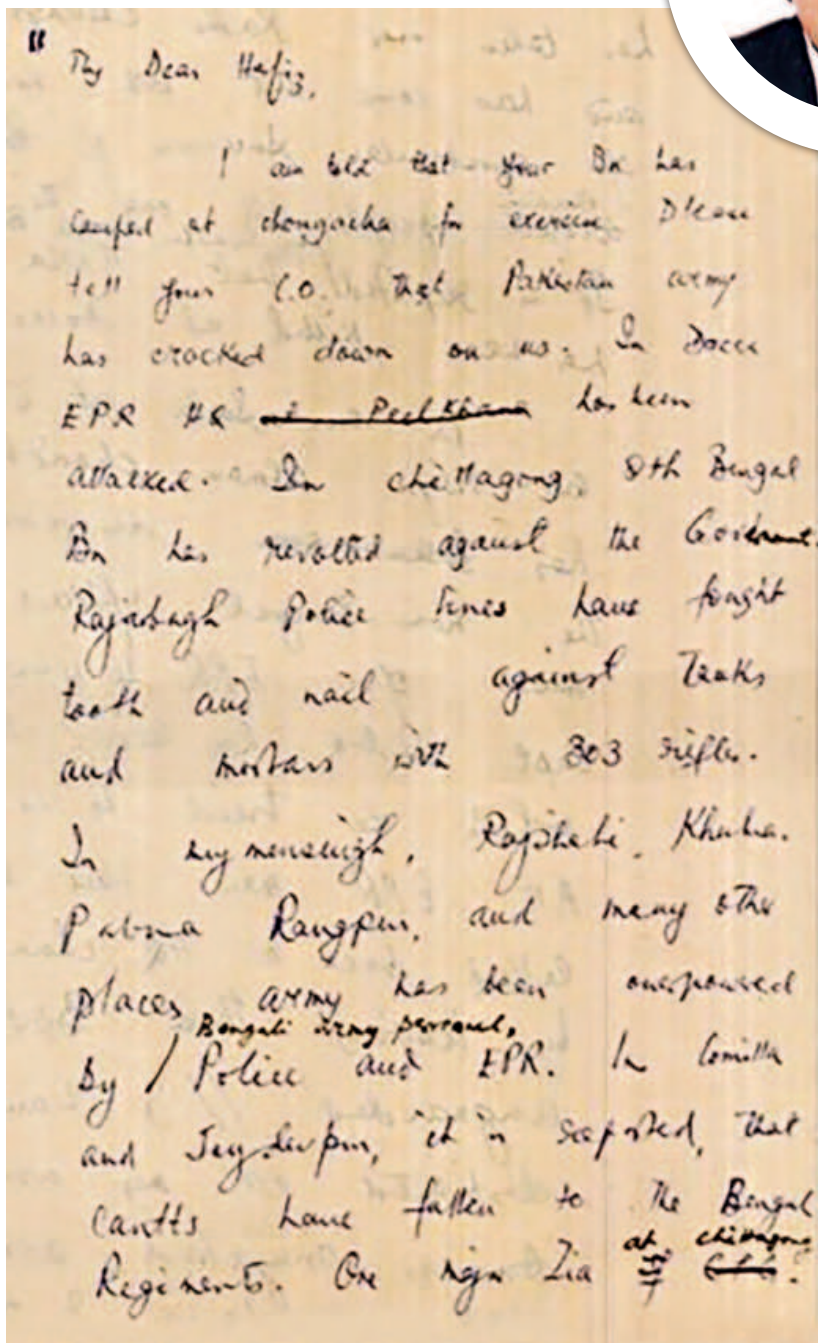 "
My Dear Hafiz,
I am told that your Bn has
camped at chongacha for exercise Please
tell your C.O. that Pakistan army
has cracked down on us. In Dacca
EPR HQ at Peelkhana has been
attacked. In chittagong, 8th Bengal
Bn has revolted against the Goverment.
Rajarbagh Police lines have fought
tooth and nail against Tanks
and mortars with 303 rifles.
In mymensingh, Rajshahi, Khulna.
Pabna Rangpur, and many other
places army has been overpowered
Bengali army personel,
by / Police and EPR. In Comilla
and Joydevpur, it is reported, that
cantts have fallen to the Bengal
at chittagong
Regiments. One major Zia